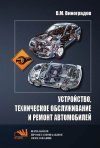 В.М. Виноградов
УСТРОЙСТВО,
ТЕХНИЧЕСКОЕ ОБСЛУЖИВАНИЕ
И РЕМОНТ АВТОМОБИЛЕЙ